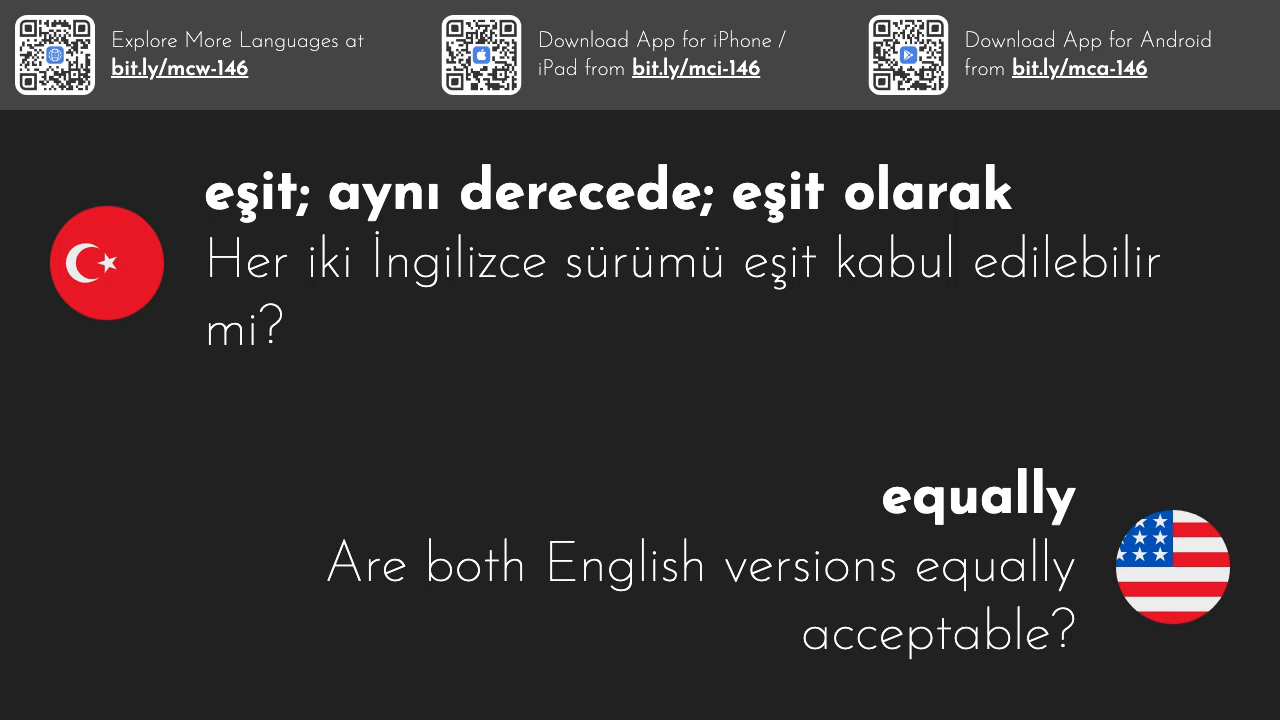 Explore More Languages at
bit.ly/mcw-146
Download App for iPhone /
iPad from bit.ly/mci-146
Download App for Android
from bit.ly/mca-146
eşit; aynı derecede; eşit olarak
Her iki İngilizce sürümü eşit kabul edilebilir
mi?
equally
Are both English versions equally
acceptable?